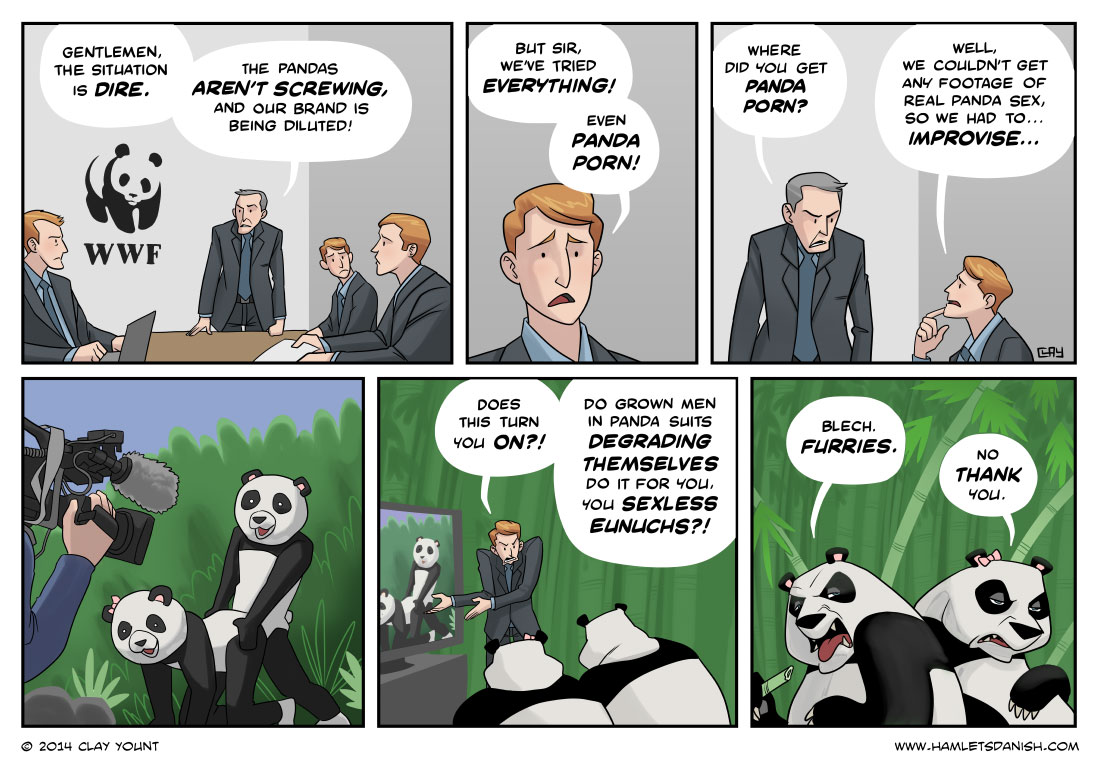 GENTLEMEN,
THE SITUATION
IS DIRE.
THE PANDAS
AREN'T SCREWING,
AND OUR BRAND IS
BEING DILUTED!
WWF
BUT SIR,
WE'VE TRIED
EVERYTHING!
EVEN
PANDA
PORN!
WHERE
DID YOU GET
PANDA
PORN?
WELL,
WE COULDN'T GET
ANY FOOTAGE OF
REAL PANDA SEX,
SO WE HAD TO...
IMPROVISE...
CLAY
DOES
THIS TURN
YOU ON?!
DO GROWN MEN
IN PANDA SUITS
DEGRADING
THEMSELVES
DO IT FOR YOU,
YOU SEXLESS
EUNUCHS?!
BLECH.
FURRIES.
NO
THANK
YOU.
© 2014 CLAY YOUNT
WWW.HAMLETSDANISH.COM